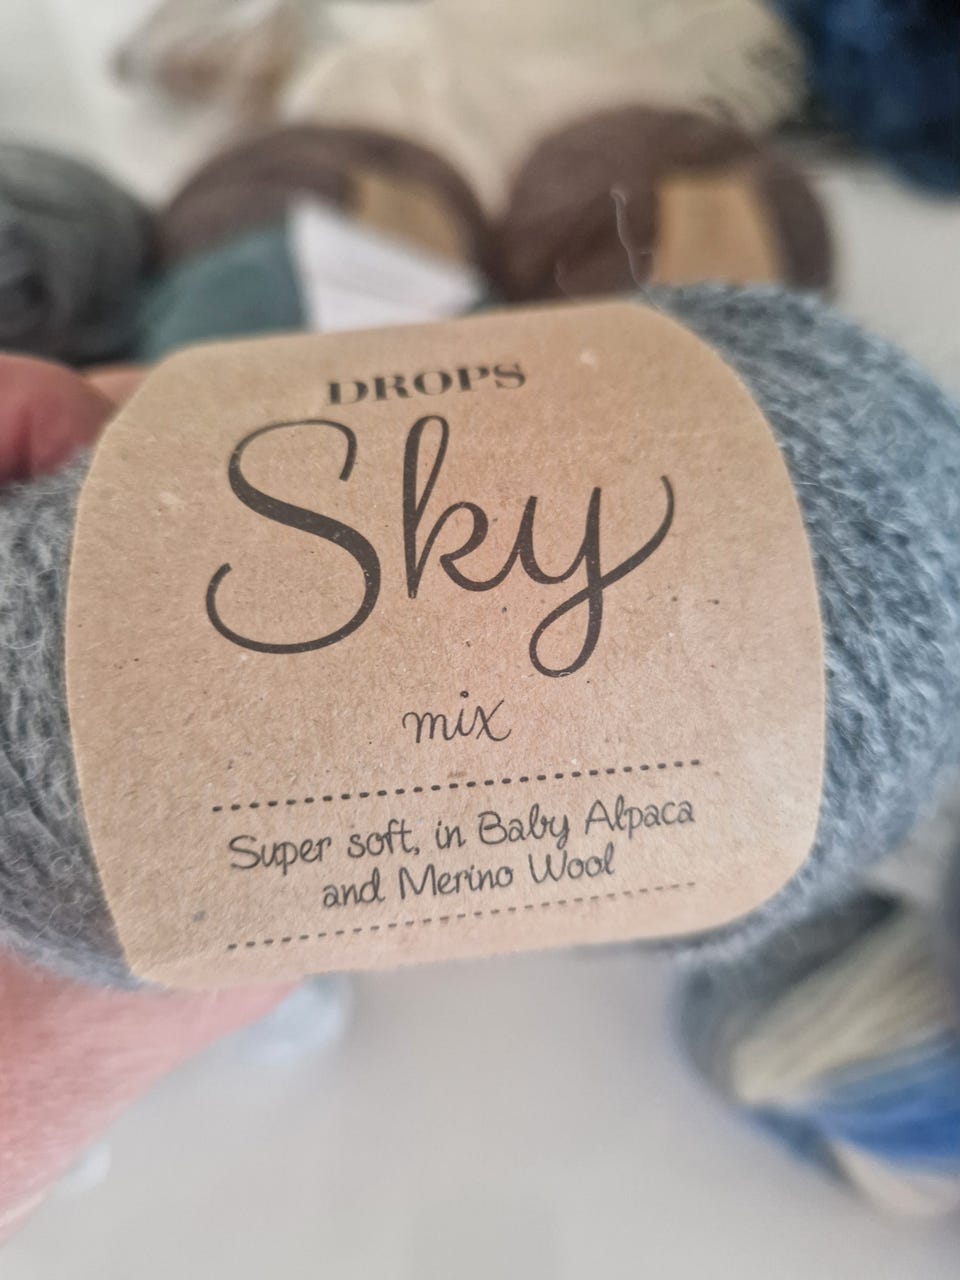 DROPS
Sky
mix
Super soft, in Baby Alpaca
and Merino Wool